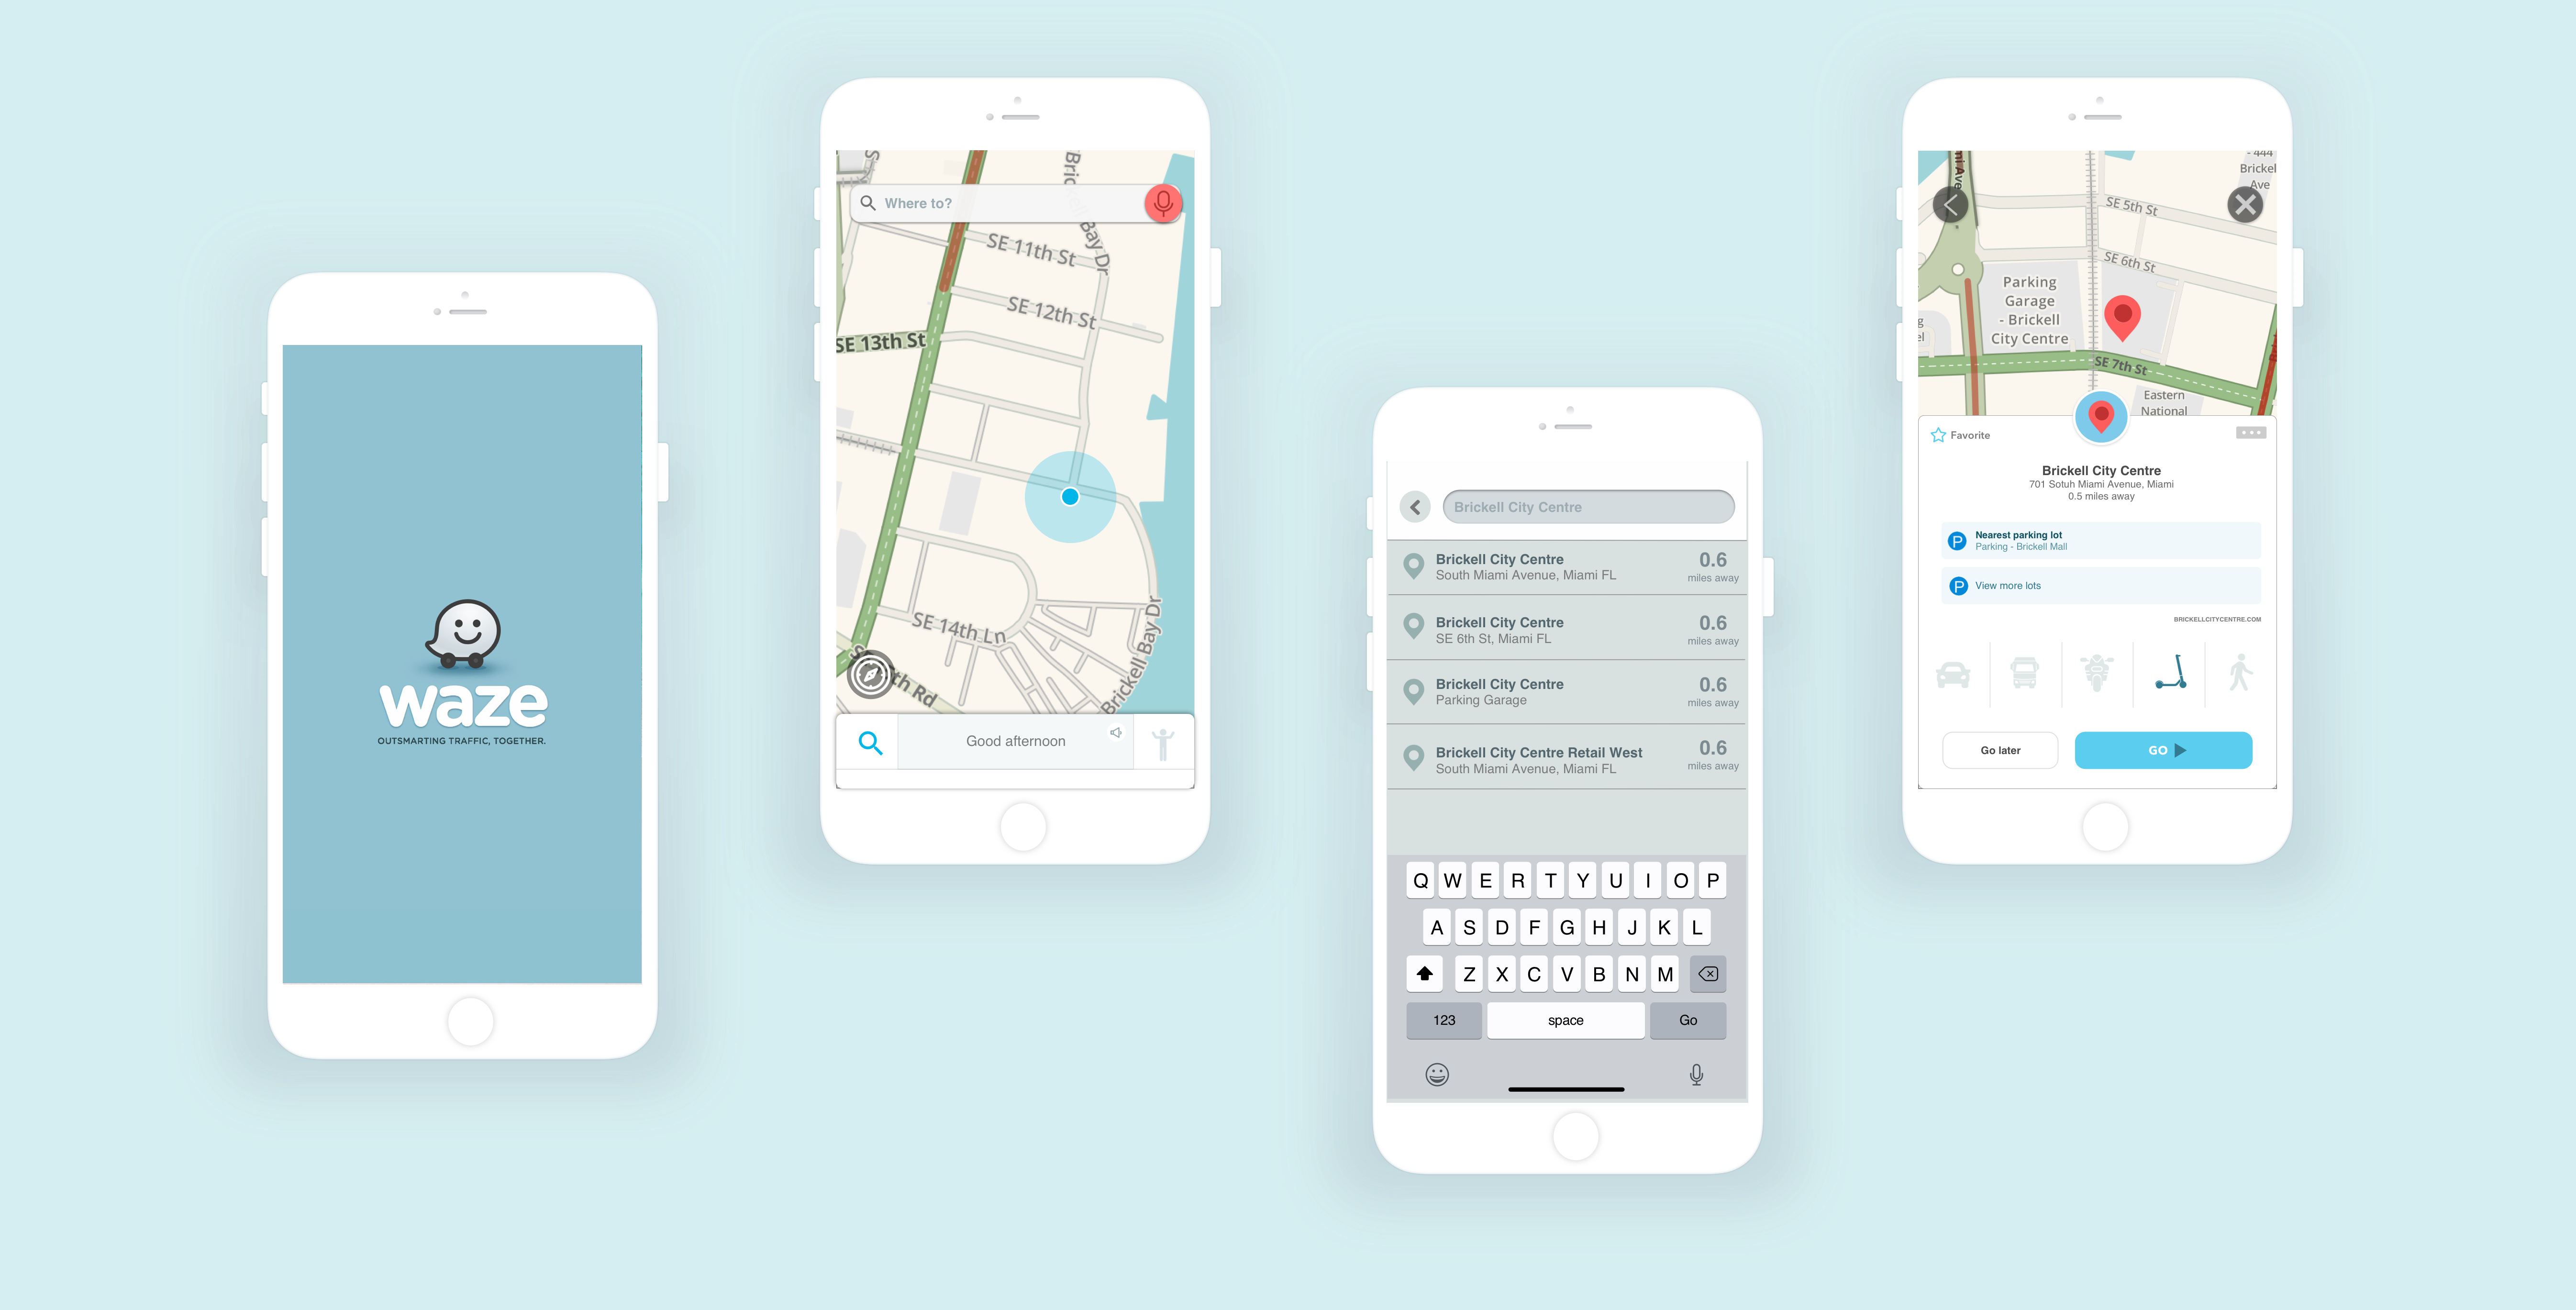 waze
OUTSMARTING TRAFFIC, TOGETHER.
Where to?
Brickell Bay Dr
SE 11th St
SE 12th St
SE 13th St
SE 14th Ln
Brickell Bay Dr
th Rd
Good afternoon
Brickell City Centre
Brickell City Centre
South Miami Avenue, Miami FL
0.6
miles away
Brickell City Centre
SE 6th St, Miami FL
0.6
miles away
Brickell City Centre
Parking Garage
0.6
miles away
Brickell City Centre Retail West
South Miami Avenue, Miami FL
0.6
miles away
Q W E R T Y U I O P
A S D F G H J K L
Z X C V B N M
123 space Go
- 444
Brickel
Ave
mi Ave.
SE 5th St
SE 6th St
Parking
Garage
- Brickell
City Centre
g
el
SE 7th St
Eastern
National
Favorite
Brickell City Centre
701 Sotuh Miami Avenue, Miami
0.5 miles away
P
Nearest parking lot
Parking - Brickell Mall
P
View more lots
BRICKELLCITYCENTRE.COM
Go later
GO